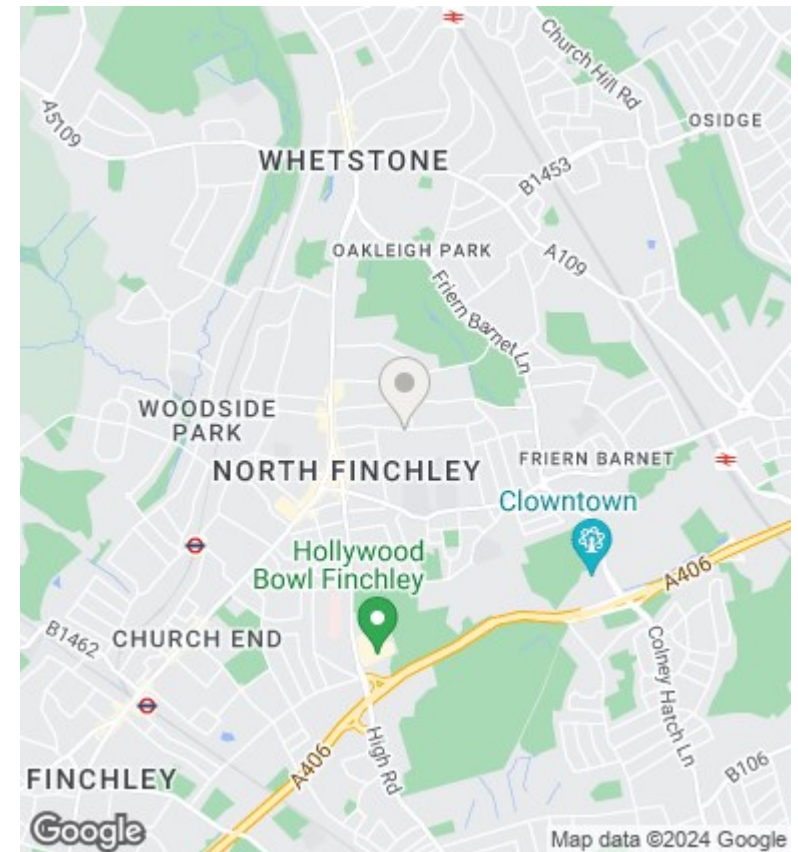 Church Hill Rd
A5109
OSIDGE
WHETSTONE
B1453
OAKLEIGH PARK
A109
Friern Barnet Ln
WOODSIDE
PARK
NORTH FINCHLEY
FRIERN BARNET
Clowntown
Hollywood
Bowl Finchley
A406
B1462
CHURCH END
Colney Hatch Ln
High Rd
A406
B106
FINCHLEY
Google
Map data ©2024 Google